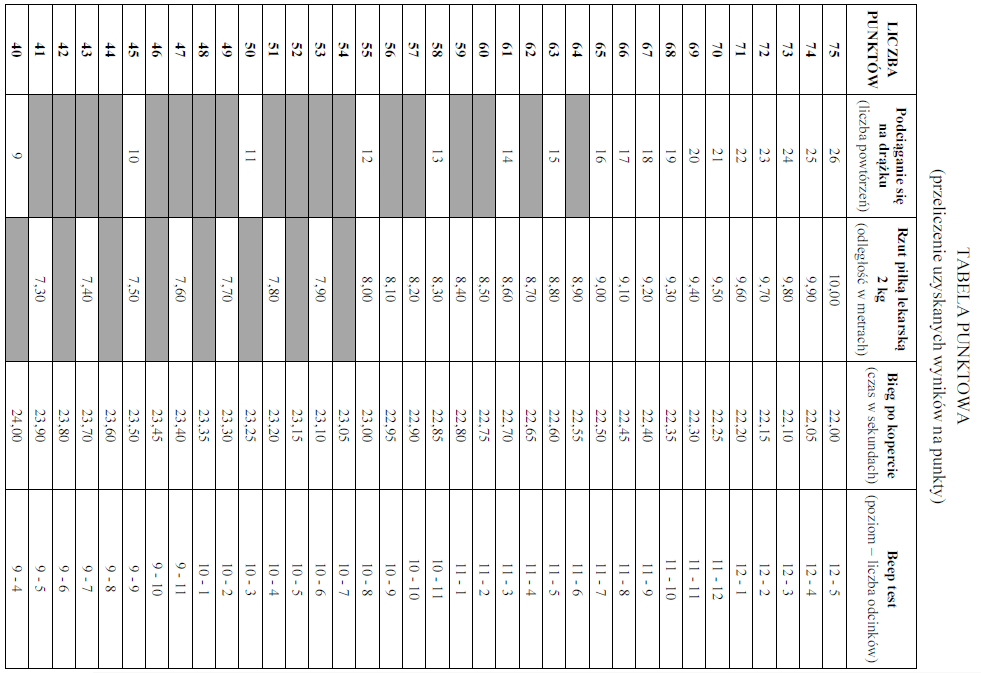 TABELA PUNKTOWA
(przeliczenie uzyskanych wyników na punkty)
LICZBA PUNKTÓW
Podciąganie się na drążku (liczba powtórzeń)
Rzut piłką lekarską 2 kg (odległość w metrach)
Bieg po kopercie (czas w sekundach)
Beep test (poziom – liczba odcinków)
75 26 10,00 22,00 12 - 5
74 25 9,90 22,05 12 - 4
73 24 9,80 22,10 12 - 3
72 23 9,70 22,15 12 - 2
71 22 9,60 22,20 12 - 1
70 21 9,50 22,25 11 - 12
69 20 9,40 22,30 11 - 11
68 19 9,30 22,35 11 - 10
67 18 9,20 22,40 11 - 9
66 17 9,10 22,45 11 - 8
65 16 9,00 22,50 11 - 7
64 8,90 22,55 11 - 6
63 15 8,80 22,60 11 - 5
62 8,70 22,65 11 - 4
61 14 8,60 22,70 11 - 3
60 8,50 22,75 11 - 2
59 8,40 22,80 11 - 1
58 13 8,30 22,85 10 - 11
57 8,20 22,90 10 - 10
56 8,10 22,95 10 - 9
55 12 8,00 23,00 10 - 8
54 23,05 10 - 7
53 7,90 23,10 10 - 6
52 23,15 10 - 5
51 7,80 23,20 10 - 4
50 11 23,25 10 - 3
49 7,70 23,30 10 - 2
48 23,35 10 - 1
47 7,60 23,40 9 - 11
46 23,45 9 - 10
45 10 7,50 23,50 9 - 9
44 23,60 9 - 8
43 7,40 23,70 9 - 7
42 23,80 9 - 6
41 7,30 23,90 9 - 5
40 9 24,00 9 - 4